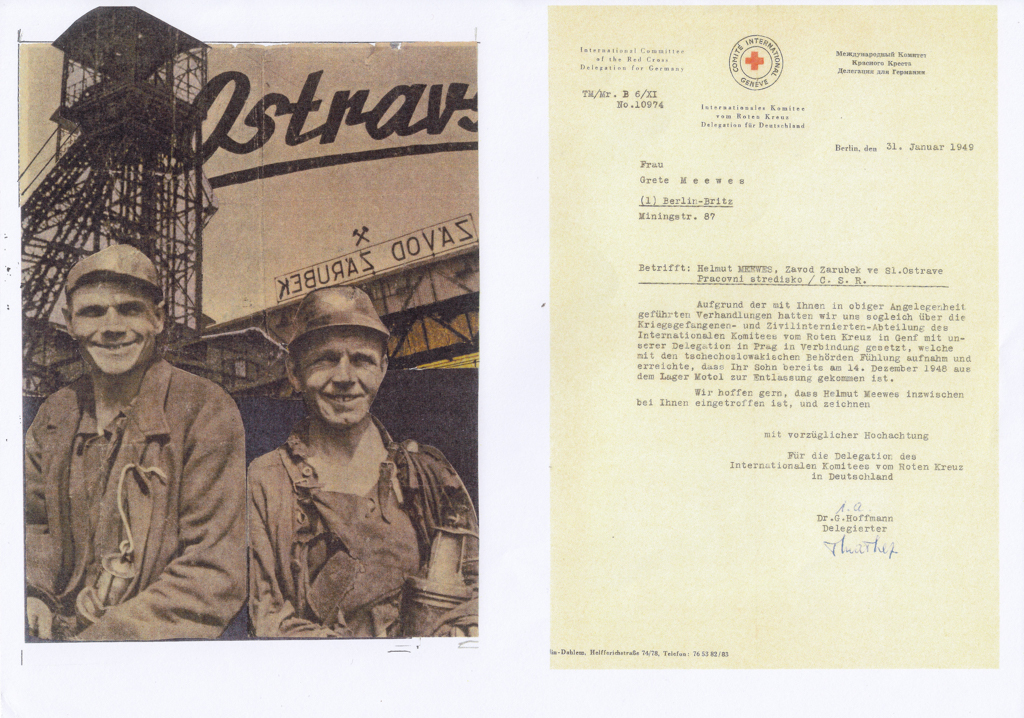 Ostravs
ZÁVOD ZÁRUBEK
International Committee
of the Red Cross
Delegation for Germany
COMITÉ INTERNATIONAL
GENÈVE
Международный Комитет
Красного Креста
Делегация для Германии
TM/Mr. B 6/XI
No.10974
Internationales Komitee
vom Roten Kreuz
Delegation für Deutschland
Berlin, den 31. Januar 1949
Frau
Grete M e e w e s
(1) Berlin-Britz
Miningstr. 87
Betrifft: Helmut MEEWES, Zavod Zarubek ve Sl.Ostrave
Pracovni stredisko / C. S. R.
Aufgrund der mit Ihnen in obiger Angelegenheit
geführten Verhandlungen hatten wir uns sogleich über die
Kriegsgefangenen- und Zivilinternierten-Abteilung des
Internationalen Komitees vom Roten Kreuz in Genf mit un-
serer Delegation in Prag in Verbindung gesetzt, welche
mit den tschechoslowakischen Behörden Fühlung aufnahm und
erreichte, dass Ihr Sohn bereits am 14. Dezember 1948 aus
dem Lager Motol zur Entlassung gekommen ist.
Wir hoffen gern, dass Helmut Meewes inzwischen
bei Ihnen eingetroffen ist, und zeichnen
mit vorzüglicher Hochachtung
Für die Delegation des
Internationalen Komitees vom Roten Kreuz
in Deutschland
i.A.
Dr.G.Hoffmann
Delegierter
lin-Dahlem, Helfferichstraße 74/78, Telefon: 76 53 82/83